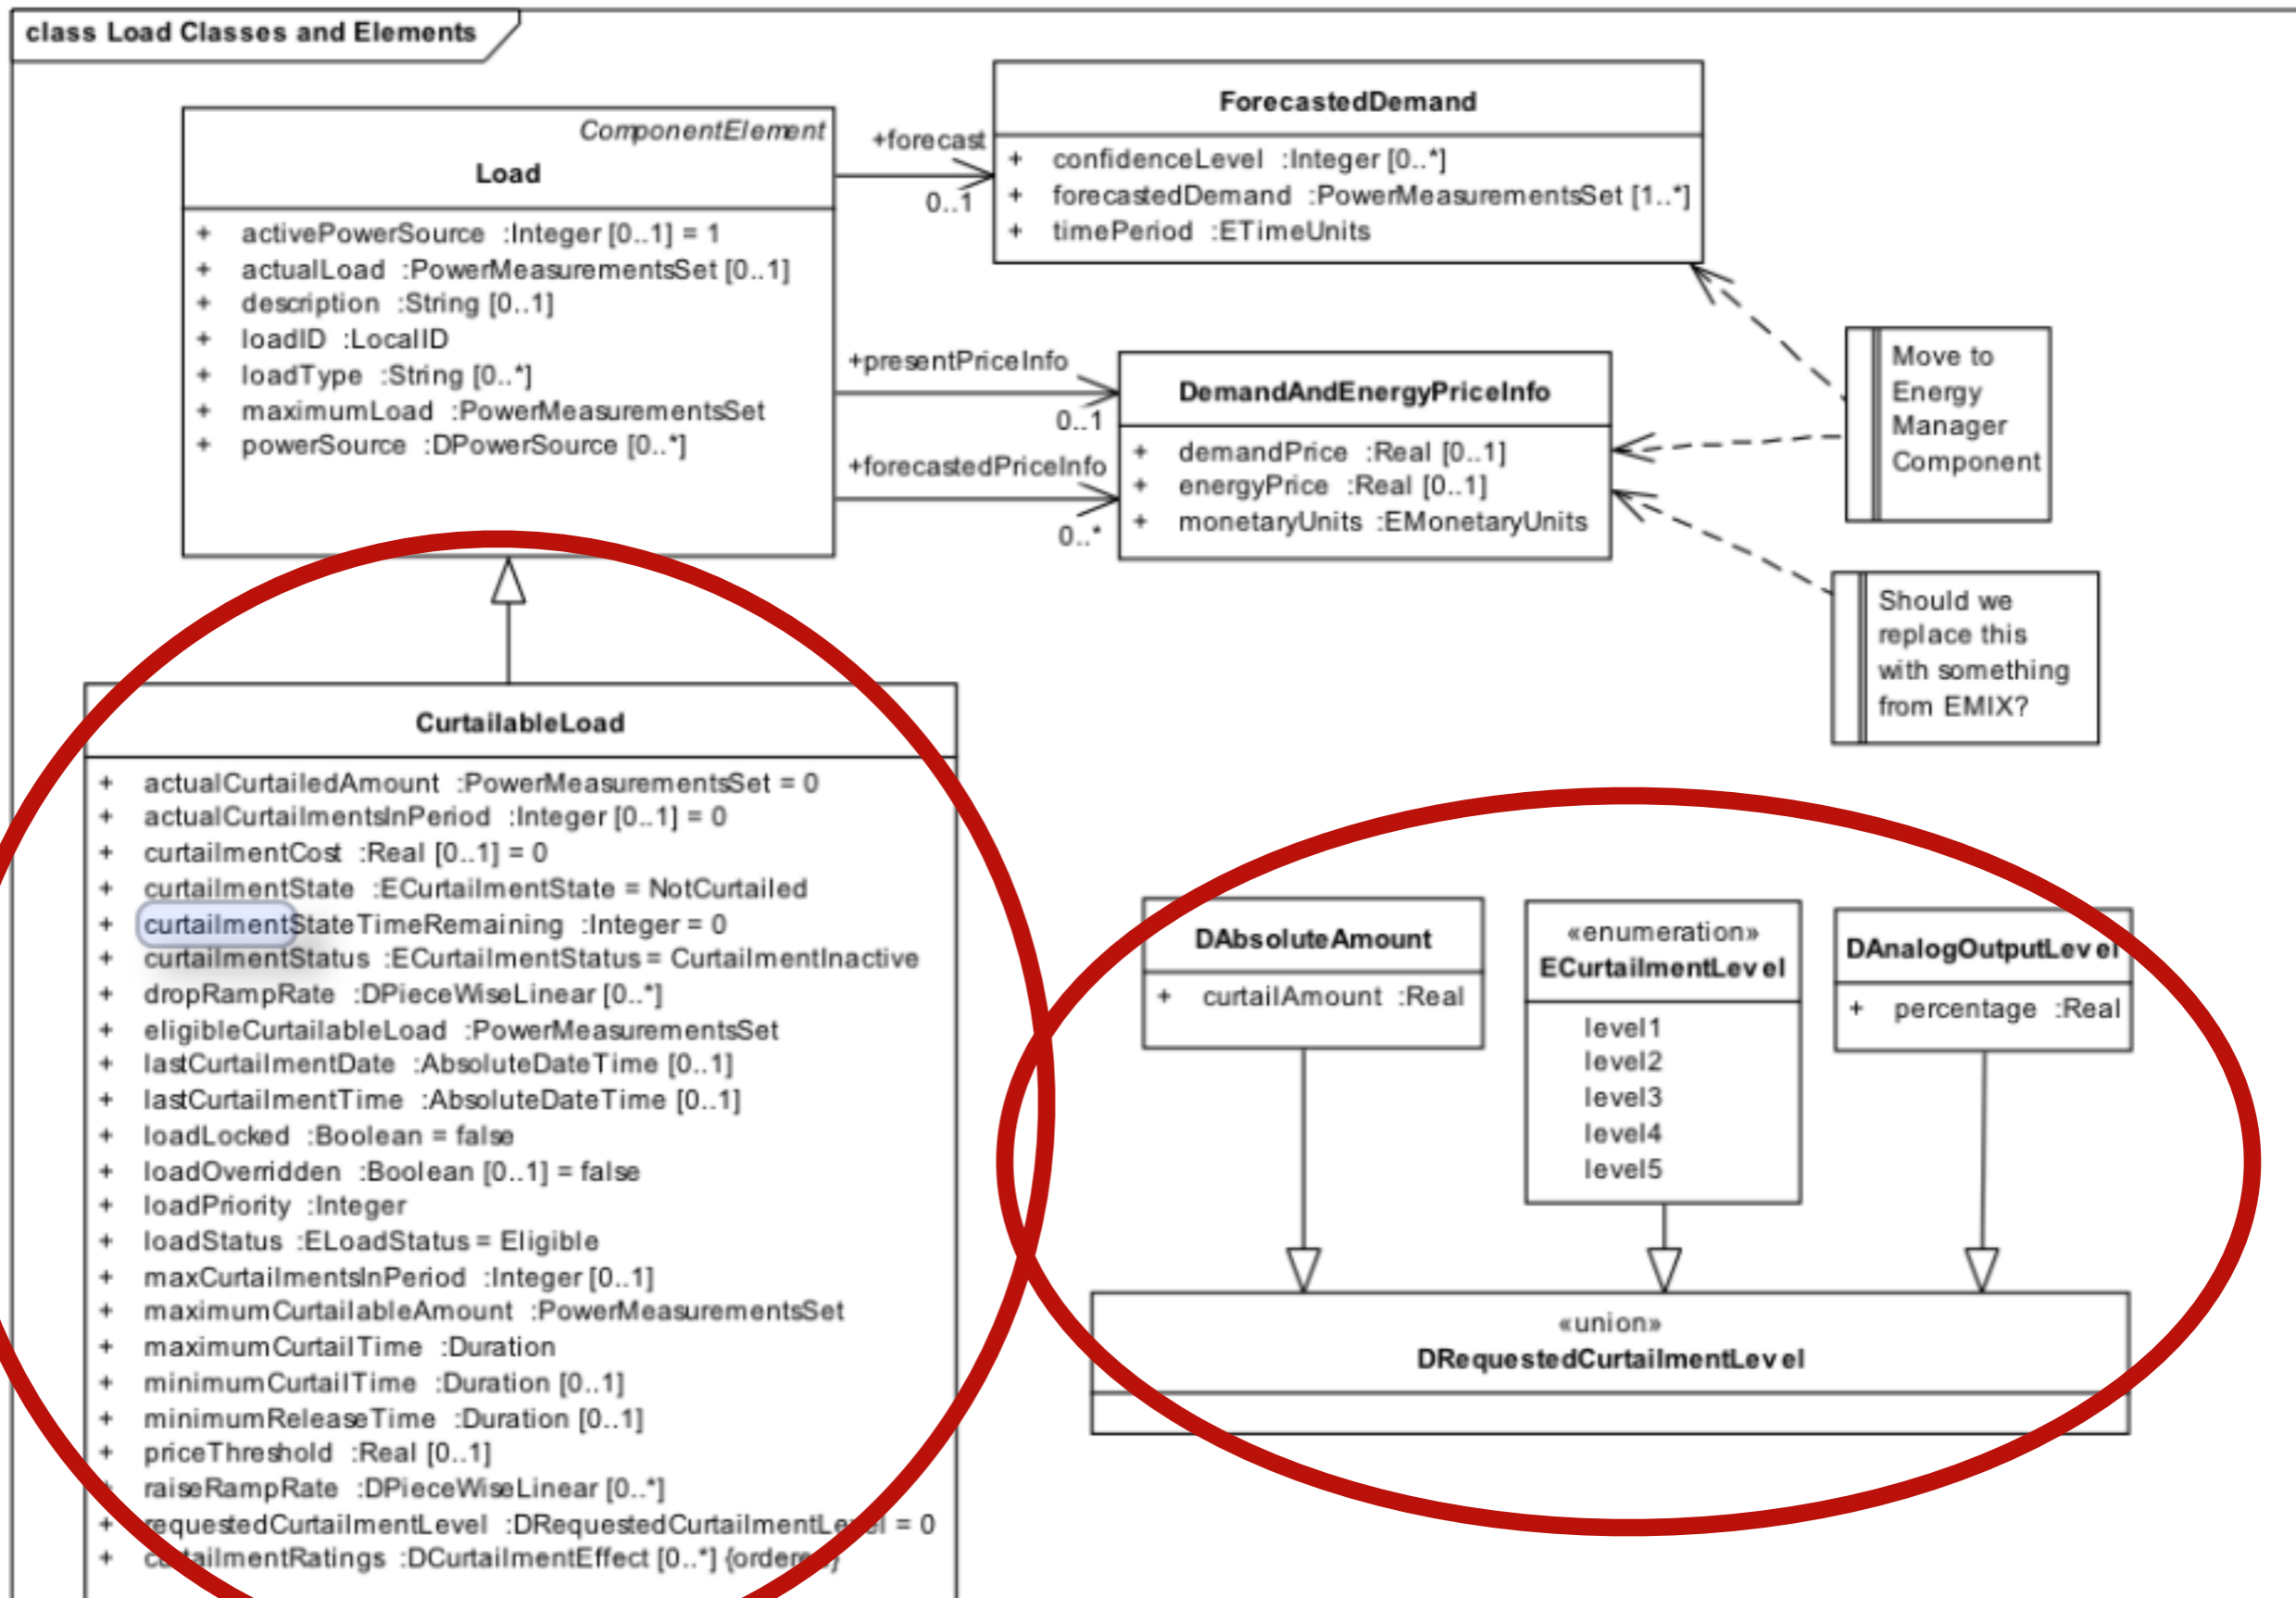 class Load Classes and Elements
ComponentElement
Load
+ activePowerSource :Integer [0..1] = 1
+ actualLoad :PowerMeasurementsSet [0..1]
+ description :String [0..1]
+ loadID :LocalID
+ loadType :String [0..*]
+ maximumLoad :PowerMeasurementsSet
+ powerSource :DPowerSource [0..*]
+forecast
0..1
ForecastedDemand
+ confidenceLevel :Integer [0..*]
+ forecastedDemand :PowerMeasurementsSet [1..*]
+ timePeriod :ETimeUnits
+presentPriceInfo
0..1
+forecastedPriceInfo
0..*
DemandAndEnergyPriceInfo
+ demandPrice :Real [0..1]
+ energyPrice :Real [0..1]
+ monetaryUnits :EMonetaryUnits
Move to
Energy
Manager
Component
Should we
replace this
with something
from EMIX?
CurtailableLoad
+ actualCurtailedAmount :PowerMeasurementsSet = 0
+ actualCurtailmentsInPeriod :Integer [0..1] = 0
+ curtailmentCost :Real [0..1] = 0
+ curtailmentState :ECurtailmentState = NotCurtailed
+ curtailmentStateTimeRemaining :Integer = 0
+ curtailmentStatus :ECurtailmentStatus = CurtailmentInactive
+ dropRampRate :DPieceWiseLinear [0..*]
+ eligibleCurtailableLoad :PowerMeasurementsSet
+ lastCurtailmentDate :AbsoluteDateTime [0..1]
+ lastCurtailmentTime :AbsoluteDateTime [0..1]
+ loadLocked :Boolean = false
+ loadOverridden :Boolean [0..1] = false
+ loadPriority :Integer
+ loadStatus :ELoadStatus = Eligible
+ maxCurtailmentsInPeriod :Integer [0..1]
+ maximumCurtailableAmount :PowerMeasurementsSet
+ maximumCurtailTime :Duration
+ minimumCurtailTime :Duration [0..1]
+ minimumReleaseTime :Duration [0..1]
+ priceThreshold :Real [0..1]
+ raiseRampRate :DPieceWiseLinear [0..*]
+ requestedCurtailmentLevel :DRequestedCurtailmentLevel = 0
+ curtailmentRatings :DCurtailmentEffect [0..*] {ordered}
DAbsoluteAmount
+ curtailAmount :Real
«enumeration»
ECurtailmentLevel
level1
level2
level3
level4
level5
DAnalogOutputLevel
+ percentage :Real
«union»
DRequestedCurtailmentLevel